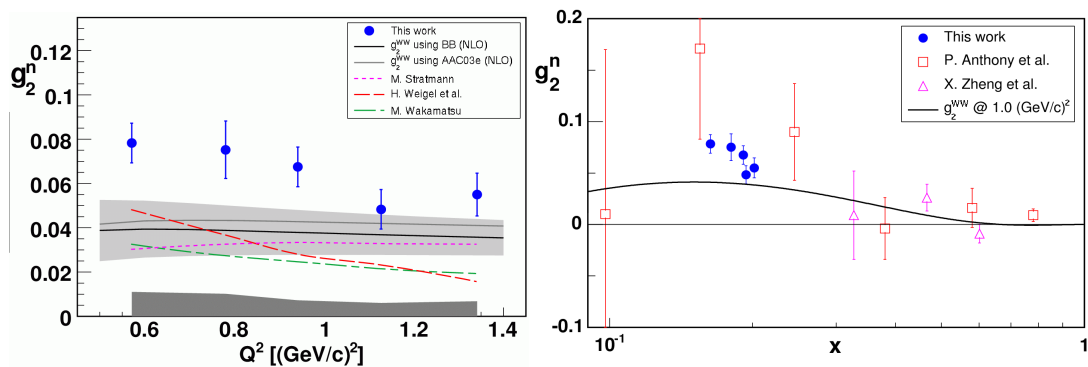 0.12
0.1
0.08
0.06
0.04
0.02
0
g₂ⁿ
This work
g₂ᵂᵂ using BB (NLO)
g₂ᵂᵂ using AAC03e (NLO)
M. Stratmann
H. Weigel et al.
M. Wakamatsu
0.6 0.8 1 1.2 1.4
Q² [(GeV/c)²]
0.2
0.1
0
-0.1
g₂ⁿ
This work
P. Anthony et al.
X. Zheng et al.
g₂ᵂᵂ @ 1.0 (GeV/c)²
10⁻¹ 1
x